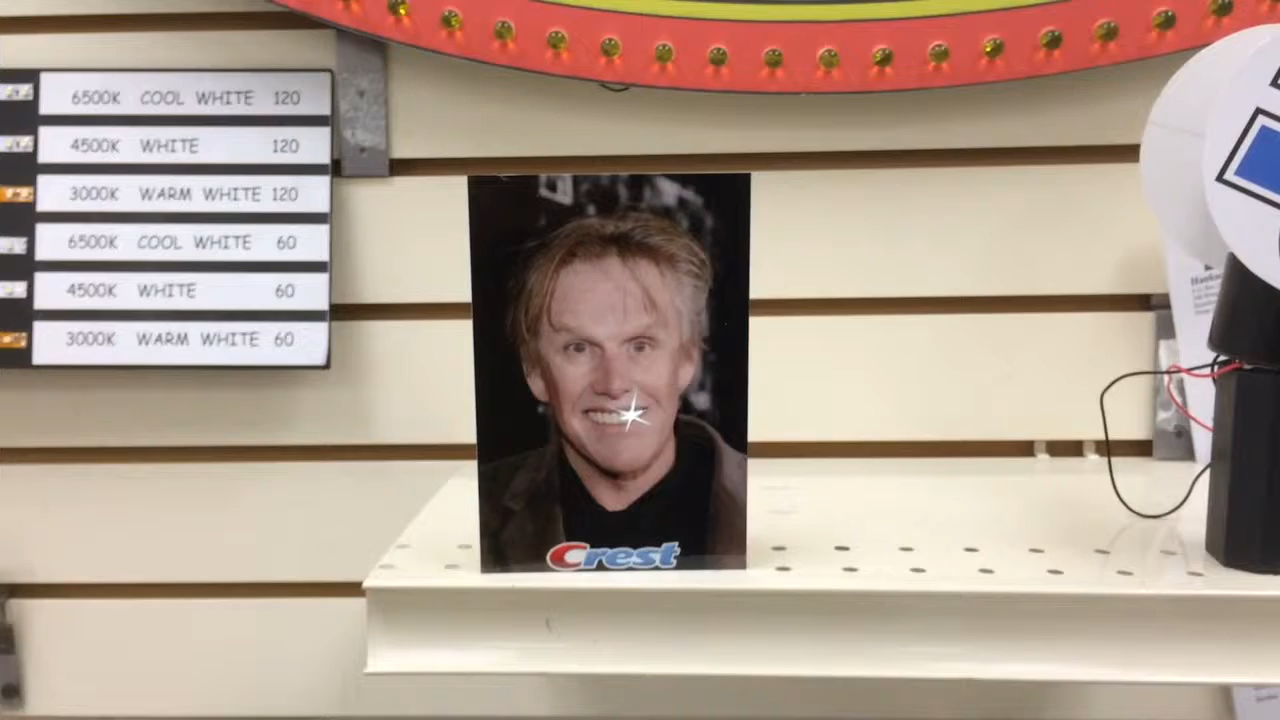 6500K COOL WHITE 120
4500K WHITE 120
3000K WARM WHITE 120
6500K COOL WHITE 60
4500K WHITE 60
3000K WARM WHITE 60
Crest